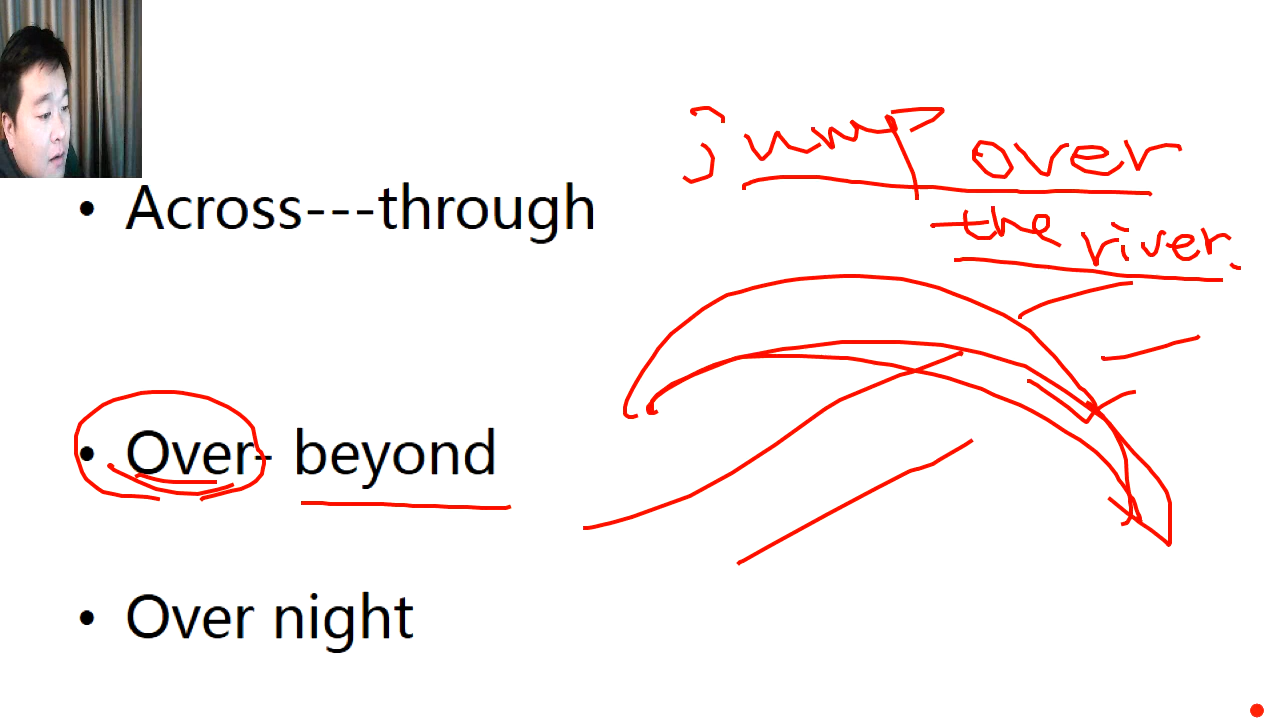 jump over
the river.
• Across---through
• Over- beyond
• Over night